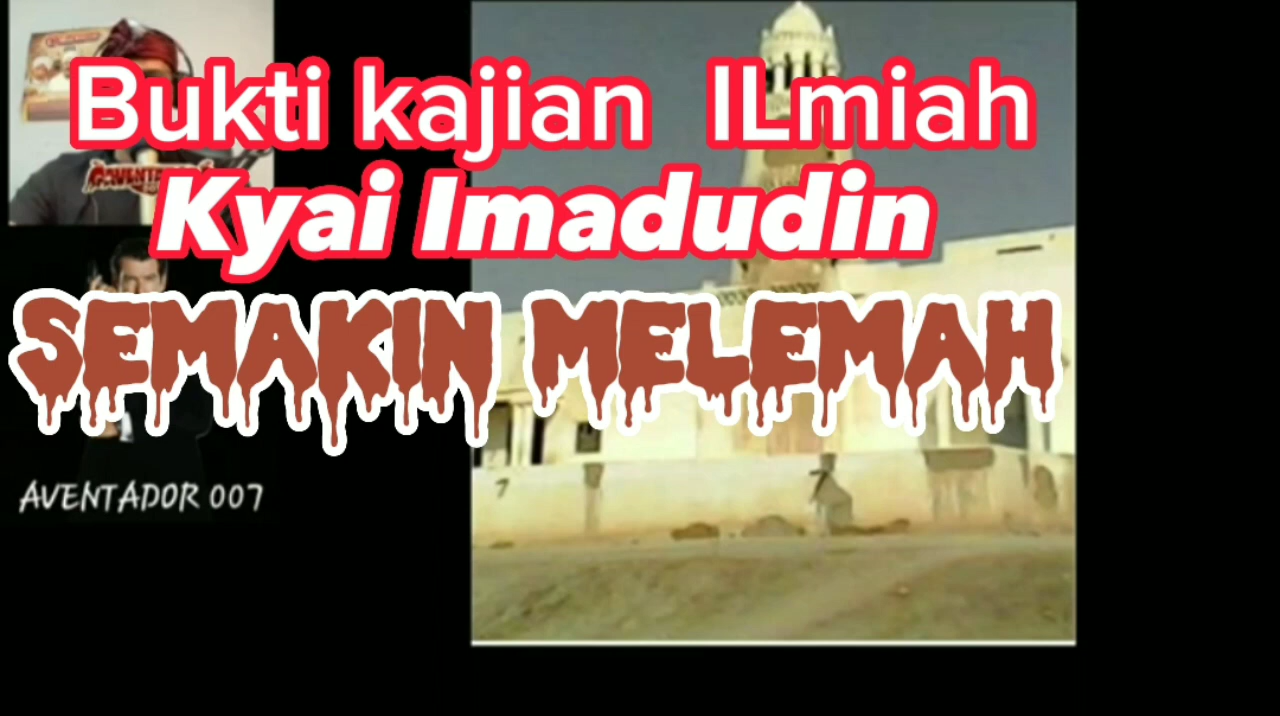 Bukti kajian ILmiah
Kyai Imadudin
SEMAKIN MELEMAH
AVENTADOR 007